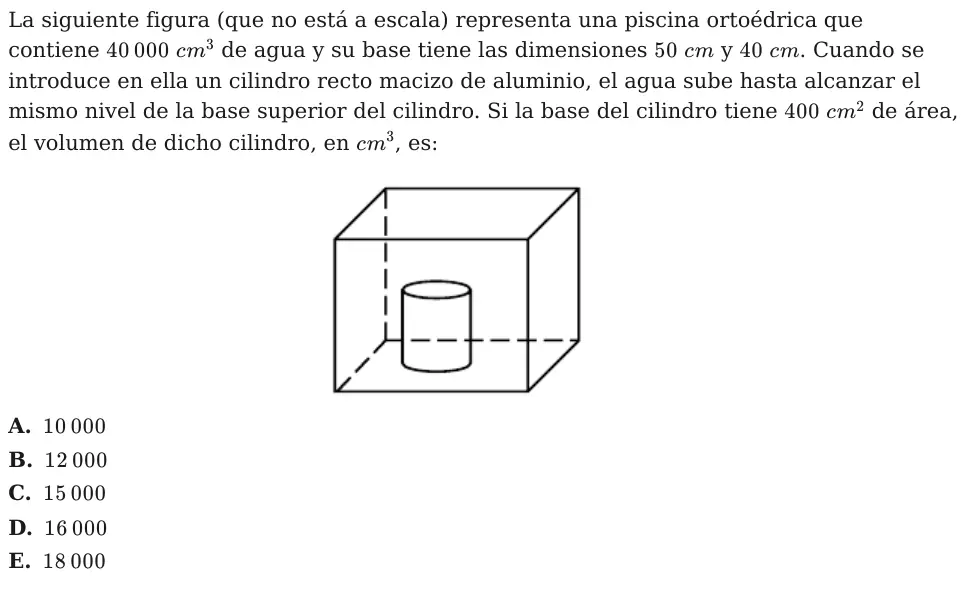 La siguiente figura (que no está a escala) representa una piscina ortoédrica que
contiene 40 000 cm³ de agua y su base tiene las dimensiones 50 cm y 40 cm. Cuando se
introduce en ella un cilindro recto macizo de aluminio, el agua sube hasta alcanzar el
mismo nivel de la base superior del cilindro. Si la base del cilindro tiene 400 cm² de área,
el volumen de dicho cilindro, en cm³, es:
A. 10 000
B. 12 000
C. 15 000
D. 16 000
E. 18 000